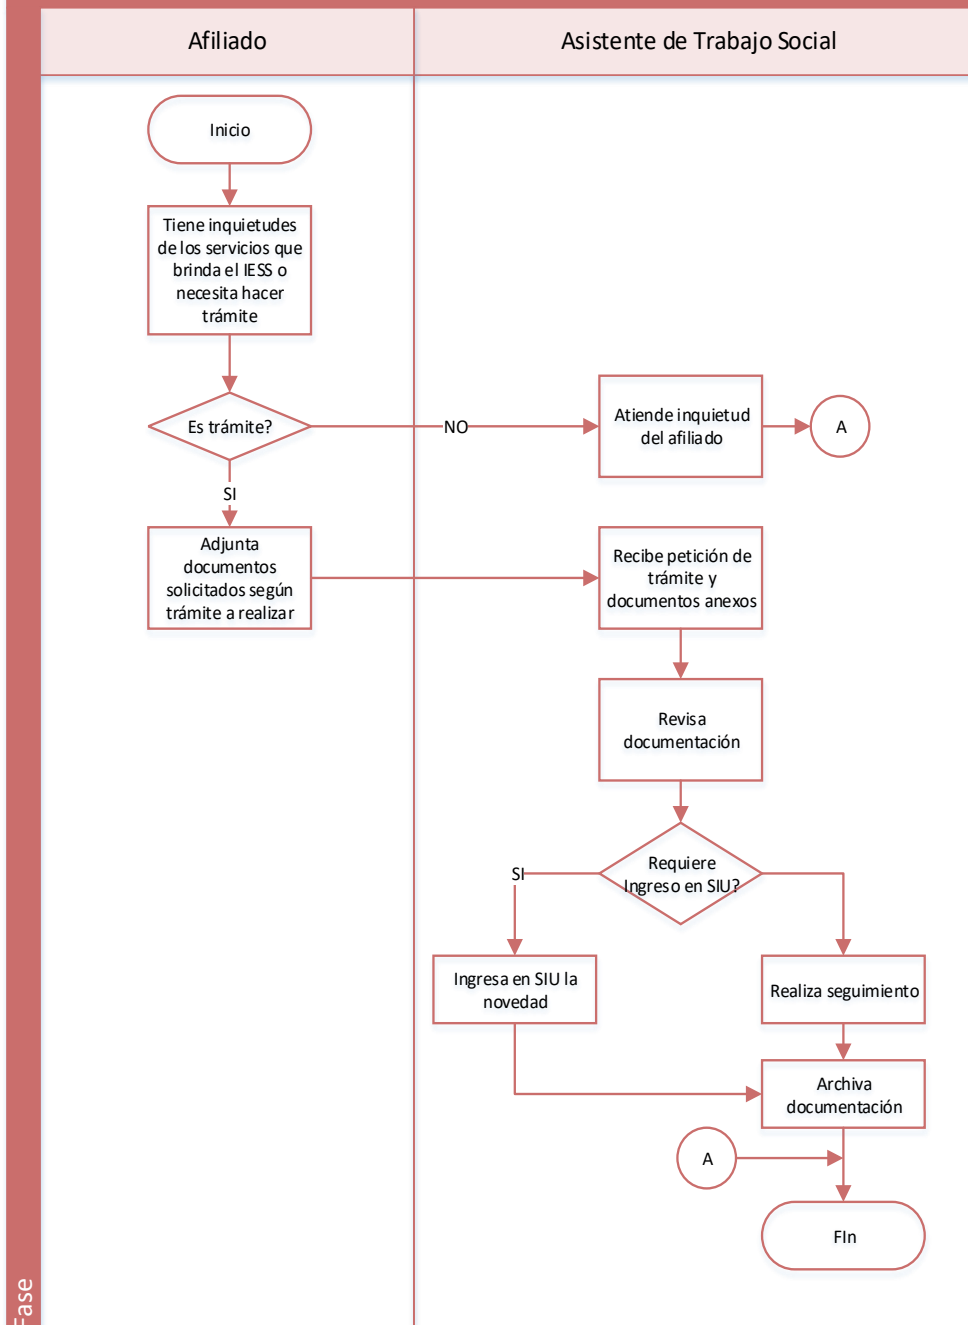 Afiliado
Asistente de Trabajo Social
Inicio
Tiene inquietudes
de los servicios que
brinda el IESS o
necesita hacer
trámite
Es trámite?
NO
Atiende inquietud
del afiliado
A
SI
Adjunta
documentos
solicitados según
trámite a realizar
Recibe petición de
trámite y
documentos anexos
Revisa
documentación
Requiere
Ingreso en SIU?
SI
Ingresa en SIU la
novedad
Realiza seguimiento
Archiva
documentación
A
FIn
Fase